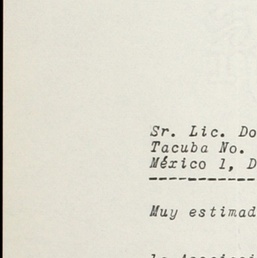 Sr. Lic. Do
Tacuba No.
México 1, D
Muy estimad